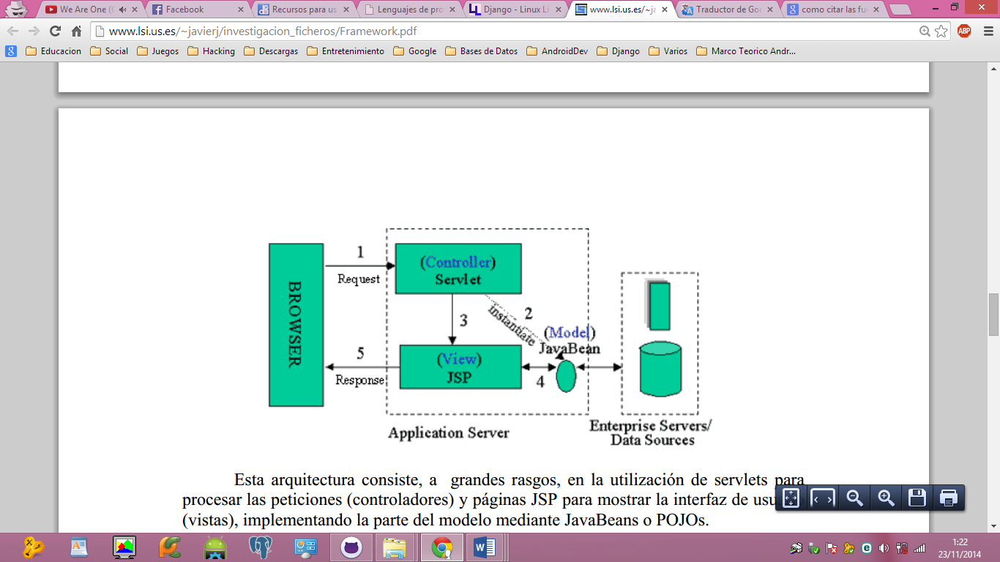 We Are One (
Facebook
Recursos para us
Lenguajes de pro
Django - Linux Li
www.lsi.us.es/~ja
Traductor de Goo
como citar las fu
www.lsi.us.es/~javierj/investigacion_ficheros/Framework.pdf
ABP
Educacion
Social
Juegos
Hacking
Descargas
Entretenimiento
Google
Bases de Datos
AndroidDev
Django
Varios
Marco Teorico Andr...
BROWSER
1
Request
(Controller)
Servlet
3
2
Instantiate
(Model)
JavaBean
5
Response
(View)
JSP
4
Application Server
Enterprise Servers/
Data Sources
Esta arquitectura consiste, a grandes rasgos, en la utilización de servlets para
procesar las peticiones (controladores) y páginas JSP para mostrar la interfaz de usu
(vistas), implementando la parte del modelo mediante JavaBeans o POJOs.
1:22
23/11/2014